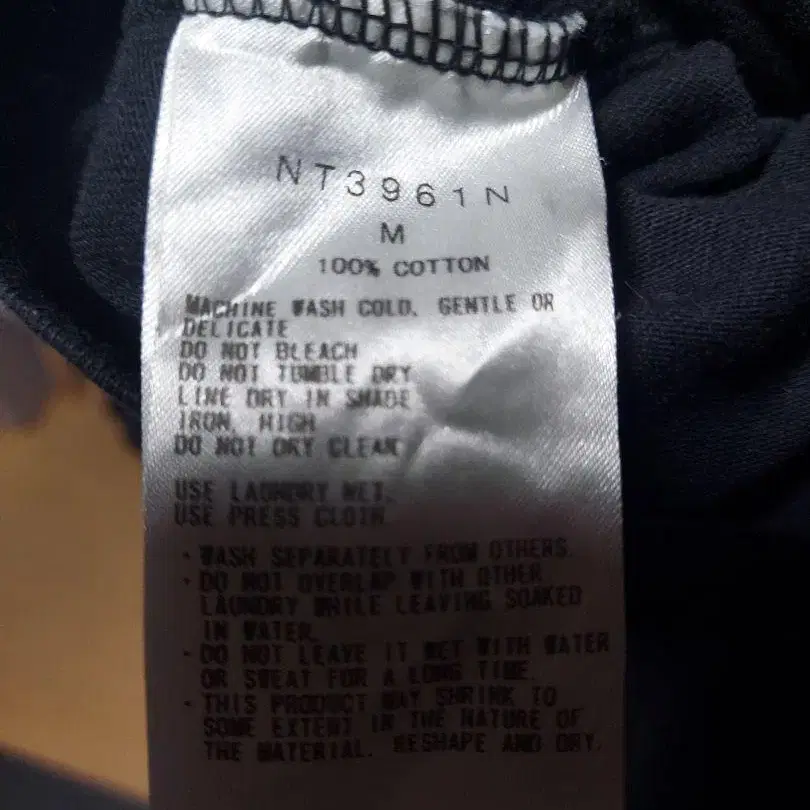 NT3961N
M
100% COTTON
MACHINE WASH COLD. GENTLE OR
DELICATE
DO NOT BLEACH
DO NOT TUMBLE DRY
LINE DRY IN SHADE
IRON. HIGH
DO NOT DRY CLEAN
USE LAUNDRY NET.
USE PRESS CLOTH
・WASH SEPARATELY FROM OTHERS.
・DO NOT OVERLAP WITH OTHER
LAUNDRY WHILE LEAVING SOAKED
IN WATER.
・DO NOT LEAVE IT WET WITH WATER
OR SWEAT FOR A LONG TIME.
・THIS PRODUCT MAY SHRINK TO
SOME EXTENT IN THE NATURE OF
THE MATERIAL. RESHAPE AND DRY.